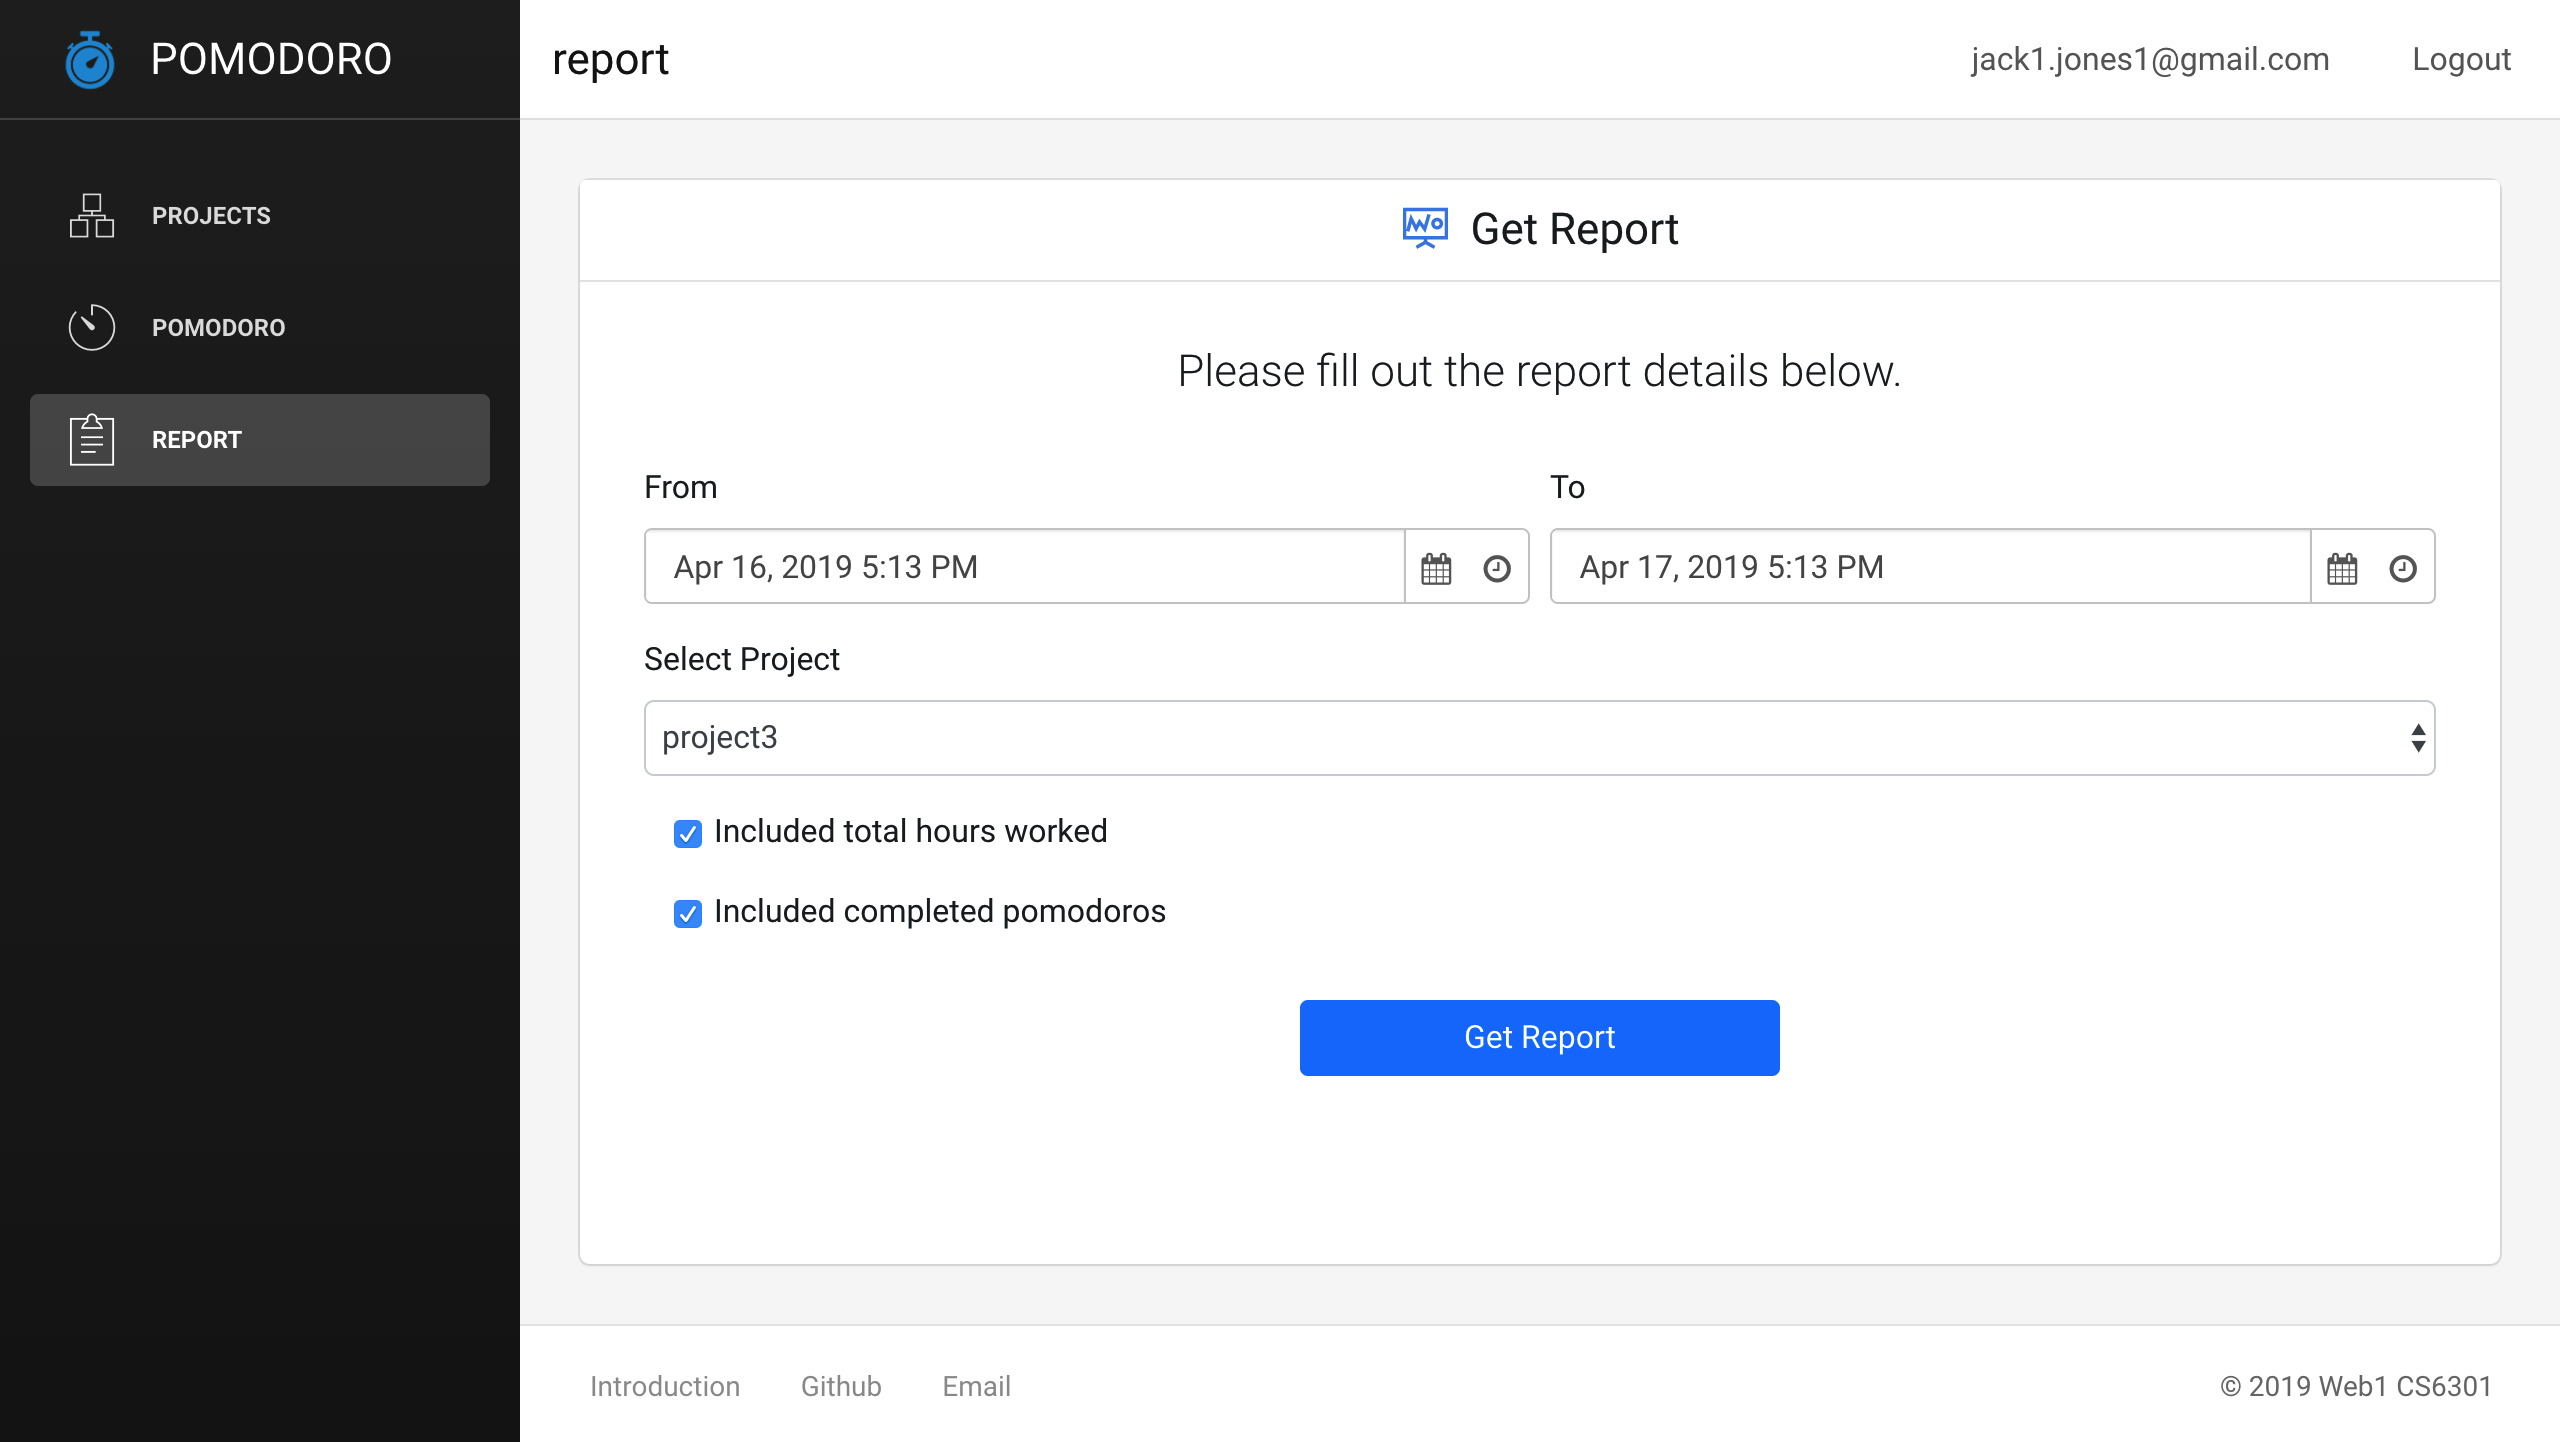 POMODORO
report
jack1.jones1@gmail.com
Logout
PROJECTS
POMODORO
REPORT
Get Report
Please fill out the report details below.
From
To
Apr 16, 2019 5:13 PM
Apr 17, 2019 5:13 PM
Select Project
project3
Included total hours worked
Included completed pomodoros
Get Report
Introduction
Github
Email
© 2019 Web1 CS6301